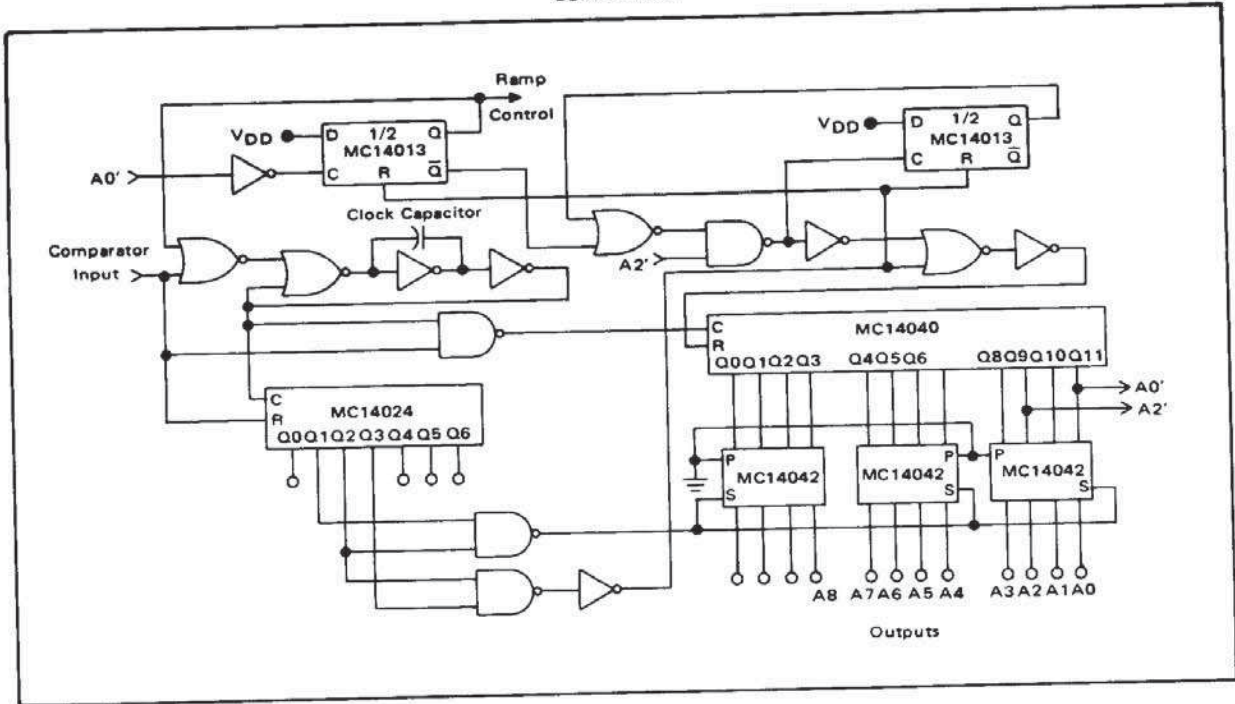 Ramp
Control
VDD
D 1/2 Q
MC14013
C R Q̅
A0'
VDD
D 1/2 Q
MC14013
C R Q̅
Clock Capacitor
Comparator
Input
A2'
MC14040
C
R
Q0 Q1 Q2 Q3 Q4 Q5 Q6 Q8 Q9 Q10 Q11
A0'
A2'
MC14024
C
R
Q0 Q1 Q2 Q3 Q4 Q5 Q6
P
MC14042
S
P
MC14042
S
P
MC14042
S
A8 A7 A6 A5 A4 A3 A2 A1 A0
Outputs